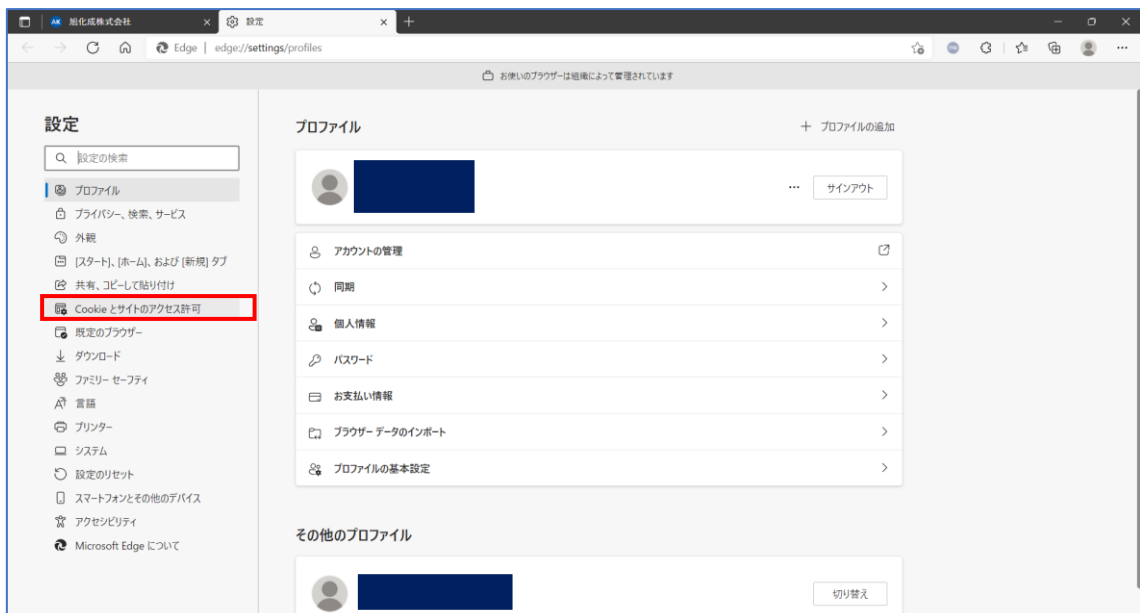 AK 旭化成株式会社
設定
Edge | edge://settings/profiles
お使いのブラウザーは組織によって管理されています
設定
設定の検索
プロファイル
プライバシー、検索、サービス
外観
[スタート]、[ホーム]、および [新規] タブ
共有、コピーして貼り付け
Cookie とサイトのアクセス許可
既定のブラウザー
ダウンロード
ファミリー セーフティ
言語
プリンター
システム
設定のリセット
スマートフォンとその他のデバイス
アクセシビリティ
Microsoft Edge について
プロファイル
プロファイルの追加
サインアウト
アカウントの管理
同期
個人情報
パスワード
お支払い情報
ブラウザー データのインポート
プロファイルの基本設定
その他のプロファイル
切り替え